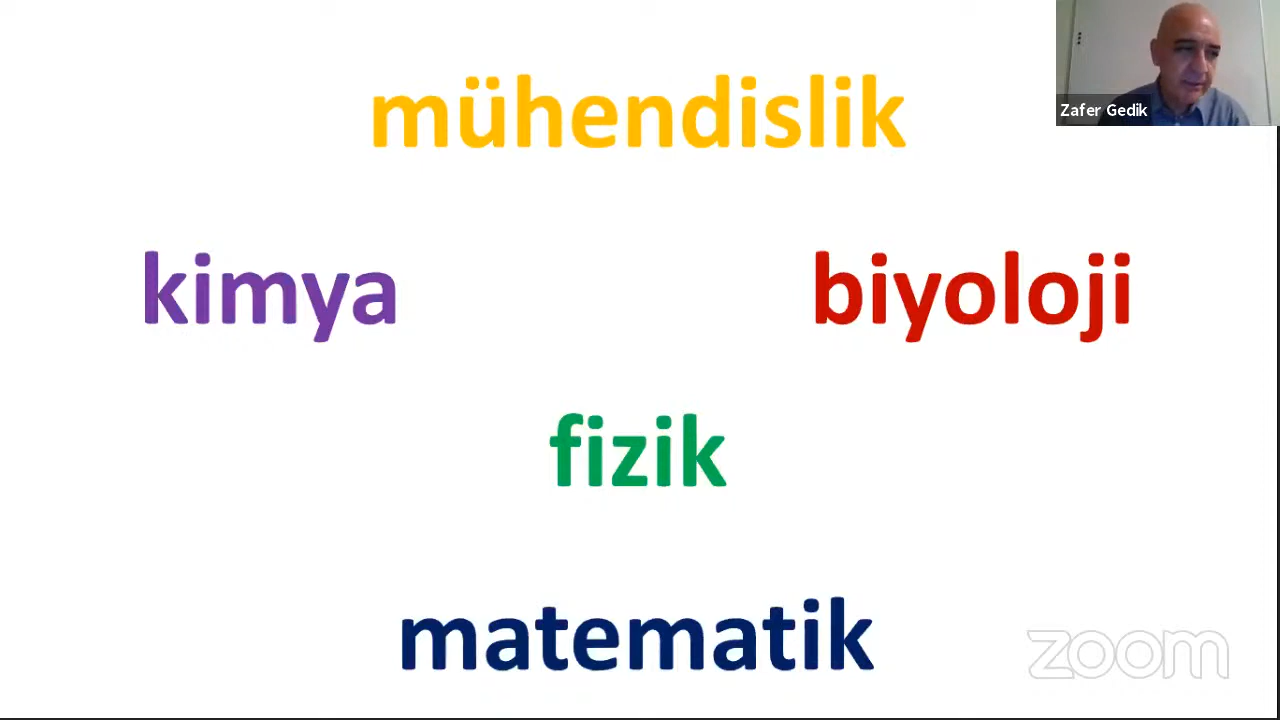 mühendislik
Zafer Gedik
kimya
biyoloji
fizik
matematik
zoom